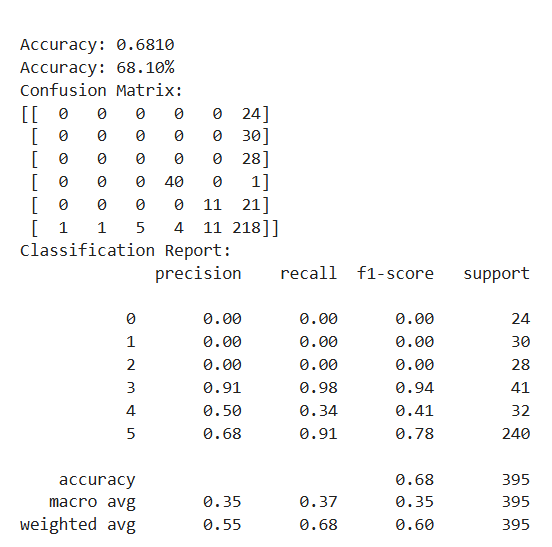 Accuracy: 0.6810
Accuracy: 68.10%
Confusion Matrix:
[[  0   0   0   0   0  24]
 [  0   0   0   0   0  30]
 [  0   0   0   0   0  28]
 [  0   0   0  40   0   1]
 [  0   0   0   0  11  21]
 [  1   1   5   4  11 218]]
Classification Report:
              precision    recall  f1-score   support

           0       0.00      0.00      0.00        24
           1       0.00      0.00      0.00        30
           2       0.00      0.00      0.00        28
           3       0.91      0.98      0.94        41
           4       0.50      0.34      0.41        32
           5       0.68      0.91      0.78       240

    accuracy                           0.68       395
   macro avg       0.35      0.37      0.35       395
weighted avg       0.55      0.68      0.60       395